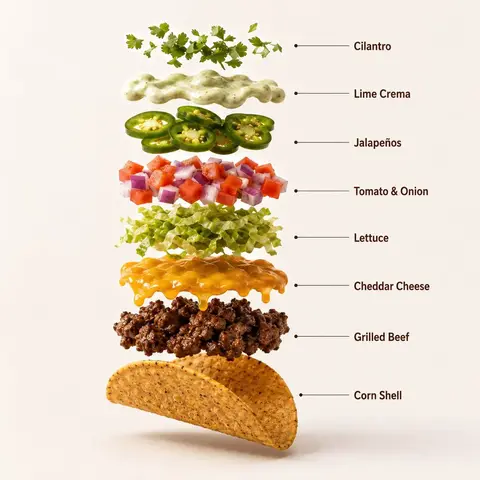 Cilantro
Lime Crema
Jalapeños
Tomato & Onion
Lettuce
Cheddar Cheese
Grilled Beef
Corn Shell